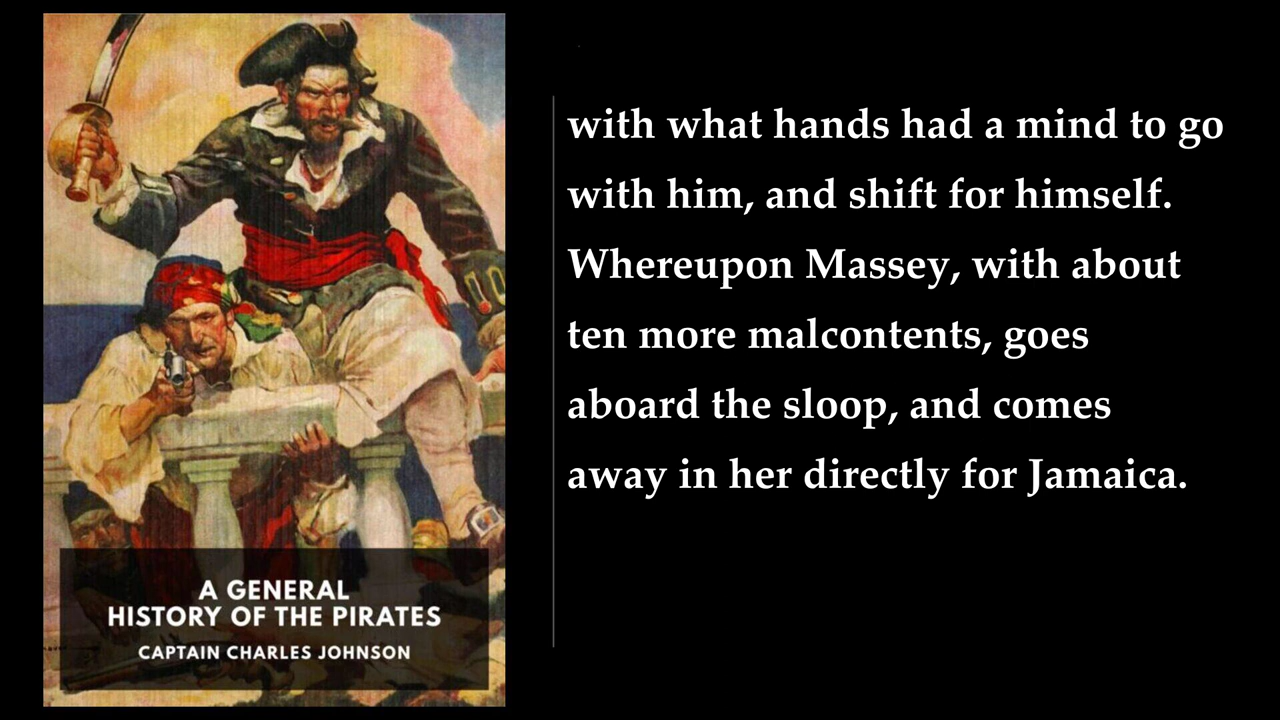 with what hands had a mind to go
with him, and shift for himself.
Whereupon Massey, with about
ten more malcontents, goes
aboard the sloop, and comes
away in her directly for Jamaica.
A GENERAL
HISTORY OF THE PIRATES
CAPTAIN CHARLES JOHNSON